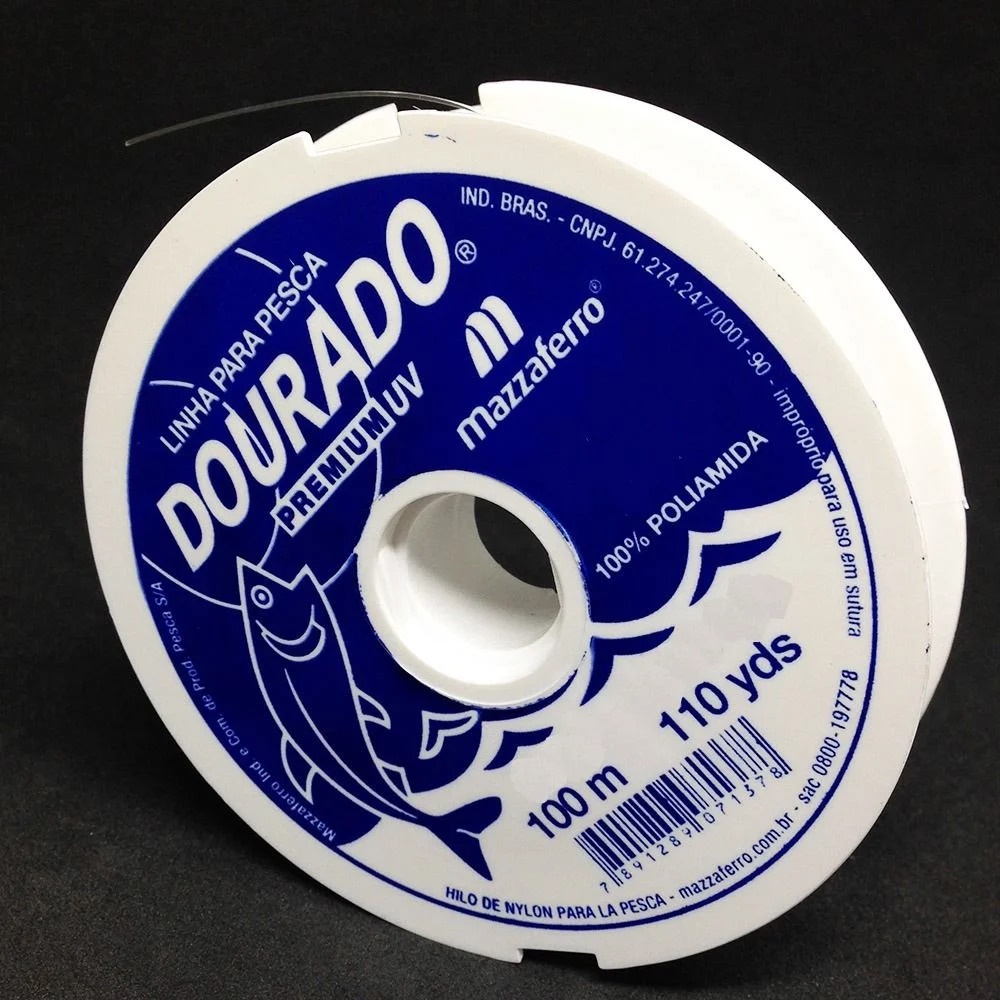 LINHA PARA PESCA
DOURADO®
PREMIUM UV
mazzaferro®
IND. BRAS. - CNPJ. 61.274.247/0001-90 - impróprio para uso em sutura
100% POLIAMIDA
100 m 110 yds
7 891289 071378
Mazzaferro Ind e Com. de Prod. Pesca S/A
HILO DE NYLON PARA LA PESCA - mazzaferro.com.br - sac 0800-197778